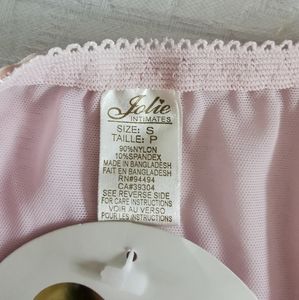 Jolie
INTIMATES
SIZE: S
TAILLE: P
90%NYLON
10%SPANDEX
MADE IN BANGLADESH
FAIT EN BANGLADESH
RN#94494
CA#39304
SEE REVERSE SIDE
FOR CARE INSTRUCTIONS
VOIR AU VERSO
POUR LES INSTRUCTIONS